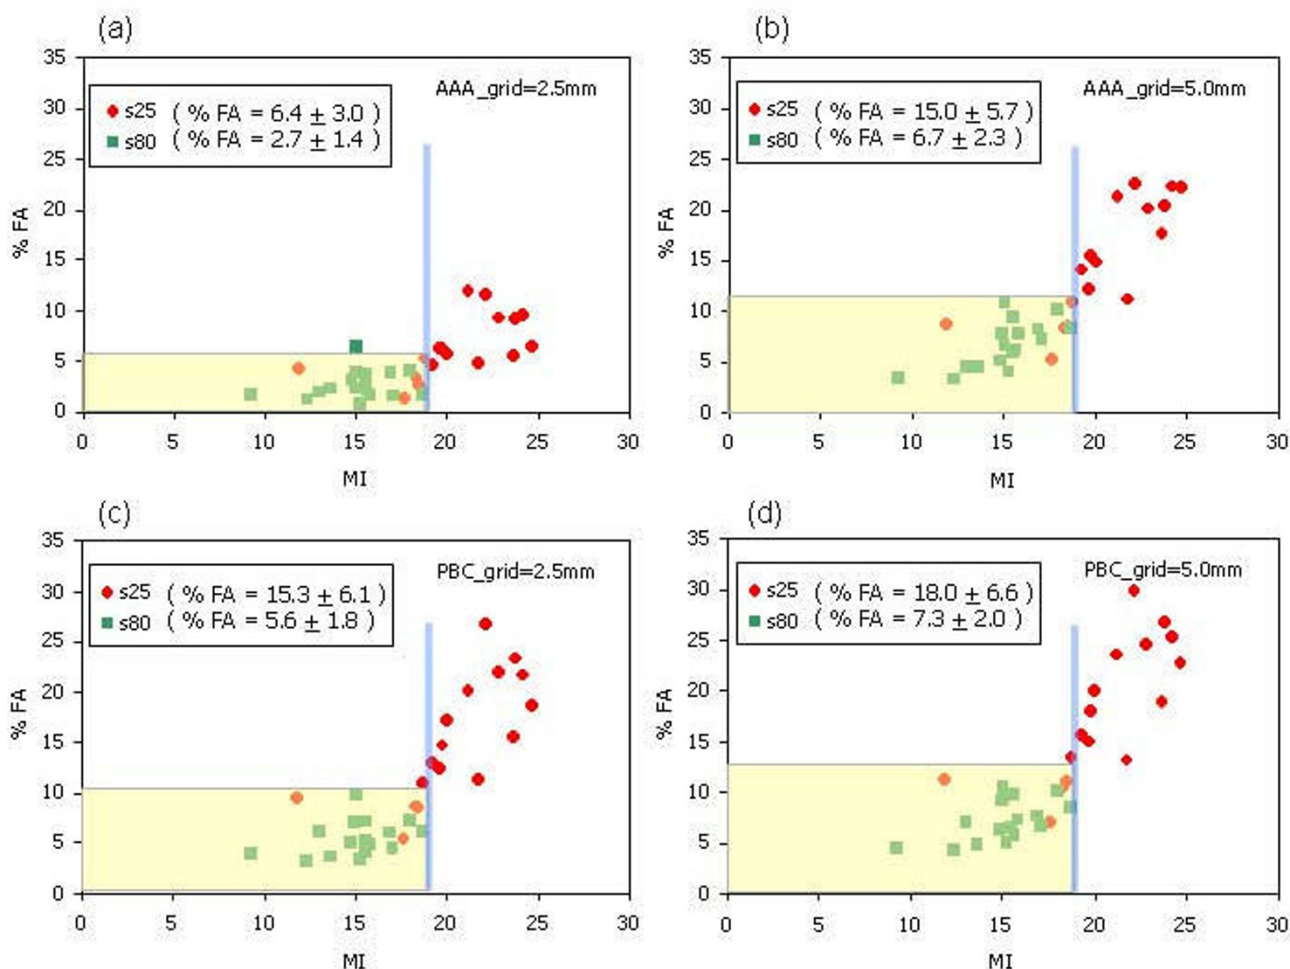 (a)
35
30
25
20
15
10
5
0
% FA
AAA_grid=2.5mm
s25 ( % FA = 6.4 ± 3.0 )
s80 ( % FA = 2.7 ± 1.4 )
0 5 10 15 20 25 30
MI
(b)
35
30
25
20
15
10
5
0
% FA
AAA_grid=5.0mm
s25 ( % FA = 15.0 ± 5.7 )
s80 ( % FA = 6.7 ± 2.3 )
0 5 10 15 20 25 30
MI
(c)
35
30
25
20
15
10
5
0
% FA
PBC_grid=2.5mm
s25 ( % FA = 15.3 ± 6.1 )
s80 ( % FA = 5.6 ± 1.8 )
0 5 10 15 20 25 30
MI
(d)
35
30
25
20
15
10
5
0
% FA
PBC_grid=5.0mm
s25 ( % FA = 18.0 ± 6.6 )
s80 ( % FA = 7.3 ± 2.0 )
0 5 10 15 20 25 30
MI